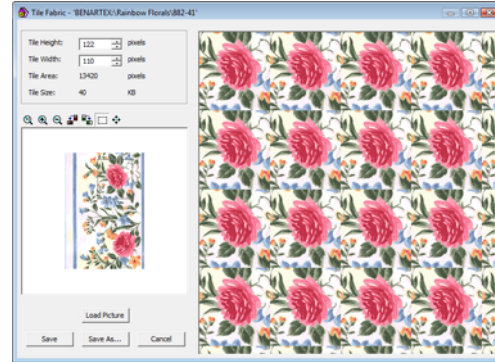 Tile Fabric - 'BENARTEX:\Rainbow Florals\882-41'
Tile Height: 122 pixels
Tile Width: 110 pixels
Tile Area: 13420 pixels
Tile Size: 40 KB
Load Picture
Save Save As... Cancel